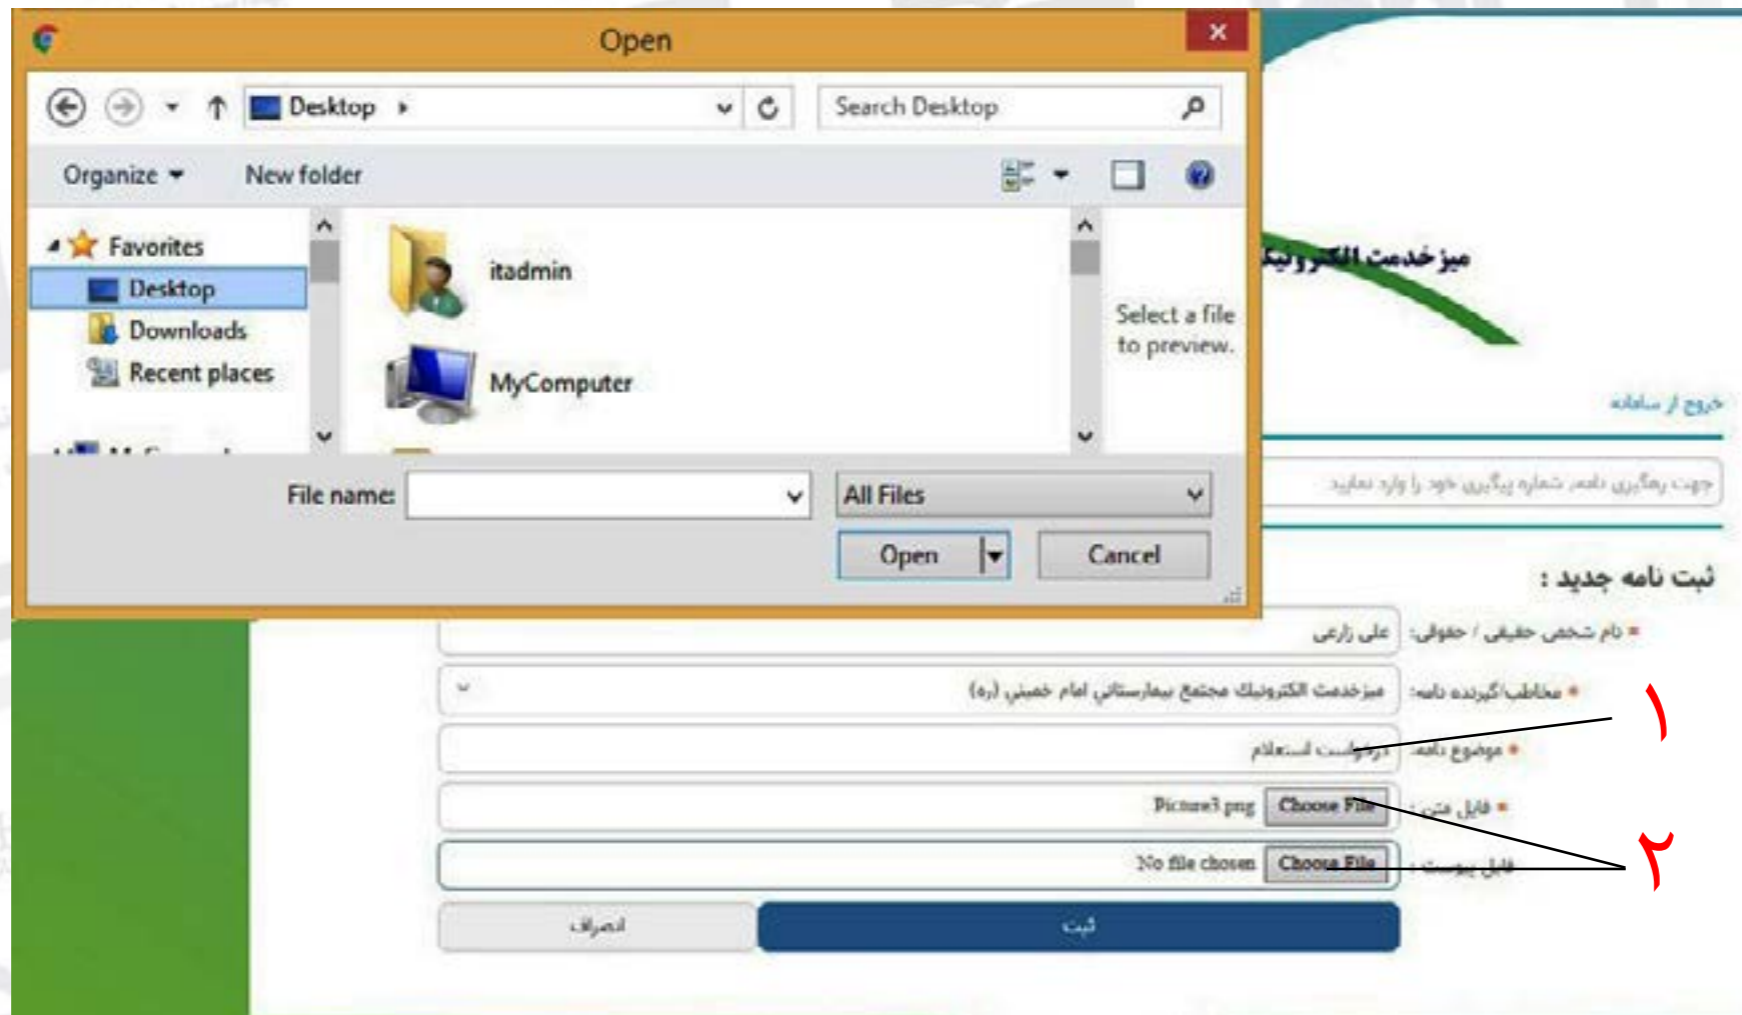 Open
Desktop
Search Desktop
Organize
New folder
Favorites
Desktop
Downloads
Recent places
itadmin
MyComputer
Select a file
to preview.
File name:
All Files
Open
Cancel
میز خدمت الکترونیک
خروج از سامانه
جهت رهگیری نامه، شماره پیگیری خود را وارد نمایید
ثبت نامه جدید :
* نام شخص حقیقی / حقوقی: علی زارعی
* مخاطب/گیرنده نامه: میزخدمت الکترونیك مجتمع بیمارستاني امام خمیني (ره)
۱
* موضوع نامه: درخواست استعلام
* فایل متن : Choose File Picture3.png
۲
فایل پیوست : Choose File No file chosen
ثبت
انصراف